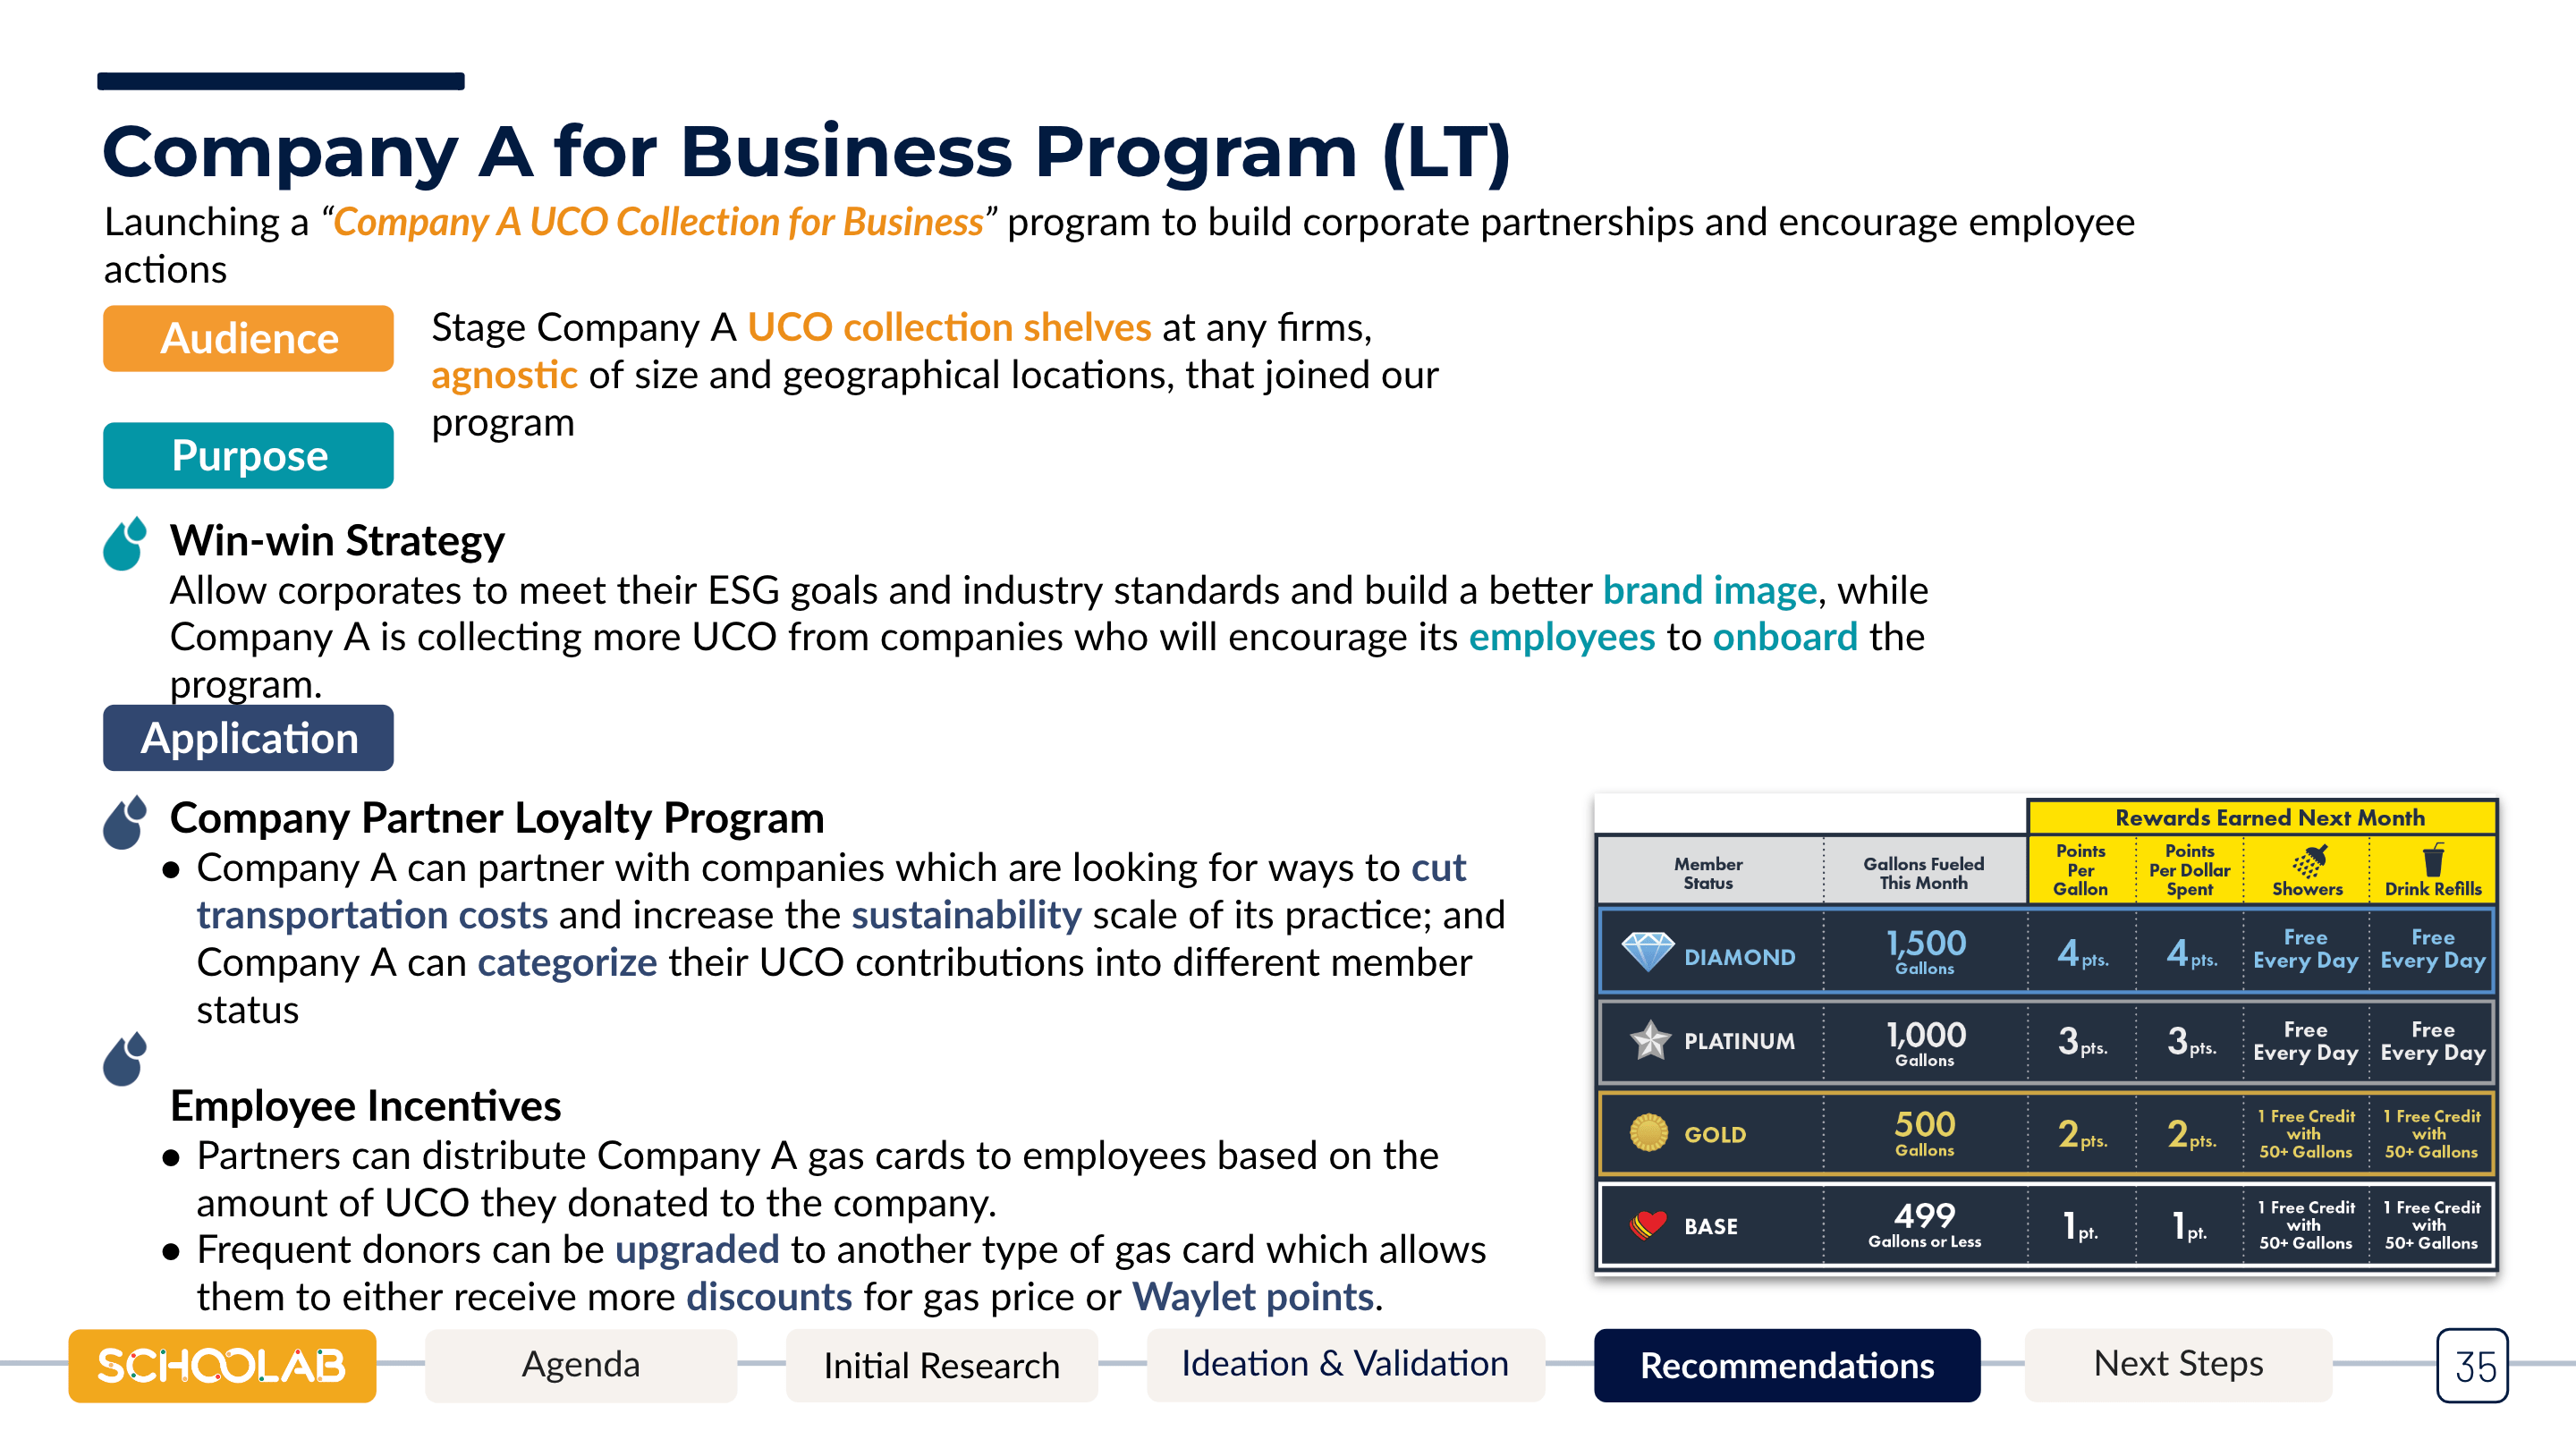 Company A for Business Program (LT)
Launching a “Company A UCO Collection for Business” program to build corporate partnerships and encourage employee
actions
Audience
Stage Company A UCO collection shelves at any firms,
agnostic of size and geographical locations, that joined our
program
Purpose
Win-win Strategy
Allow corporates to meet their ESG goals and industry standards and build a better brand image, while
Company A is collecting more UCO from companies who will encourage its employees to onboard the
program.
Application
Company Partner Loyalty Program
● Company A can partner with companies which are looking for ways to cut
transportation costs and increase the sustainability scale of its practice; and
Company A can categorize their UCO contributions into different member
status
Employee Incentives
● Partners can distribute Company A gas cards to employees based on the
amount of UCO they donated to the company.
● Frequent donors can be upgraded to another type of gas card which allows
them to either receive more discounts for gas price or Waylet points.
Rewards Earned Next Month
Member Status
Gallons Fueled This Month
Points Per Gallon
Points Per Dollar Spent
Showers
Drink Refills
DIAMOND
1,500 Gallons
4 pts.
4 pts.
Free Every Day
Free Every Day
PLATINUM
1,000 Gallons
3 pts.
3 pts.
Free Every Day
Free Every Day
GOLD
500 Gallons
2 pts.
2 pts.
1 Free Credit with 50+ Gallons
1 Free Credit with 50+ Gallons
BASE
499 Gallons or Less
1 pt.
1 pt.
1 Free Credit with 50+ Gallons
1 Free Credit with 50+ Gallons
SCHOOLAB
Agenda
Initial Research
Ideation & Validation
Recommendations
Next Steps
35